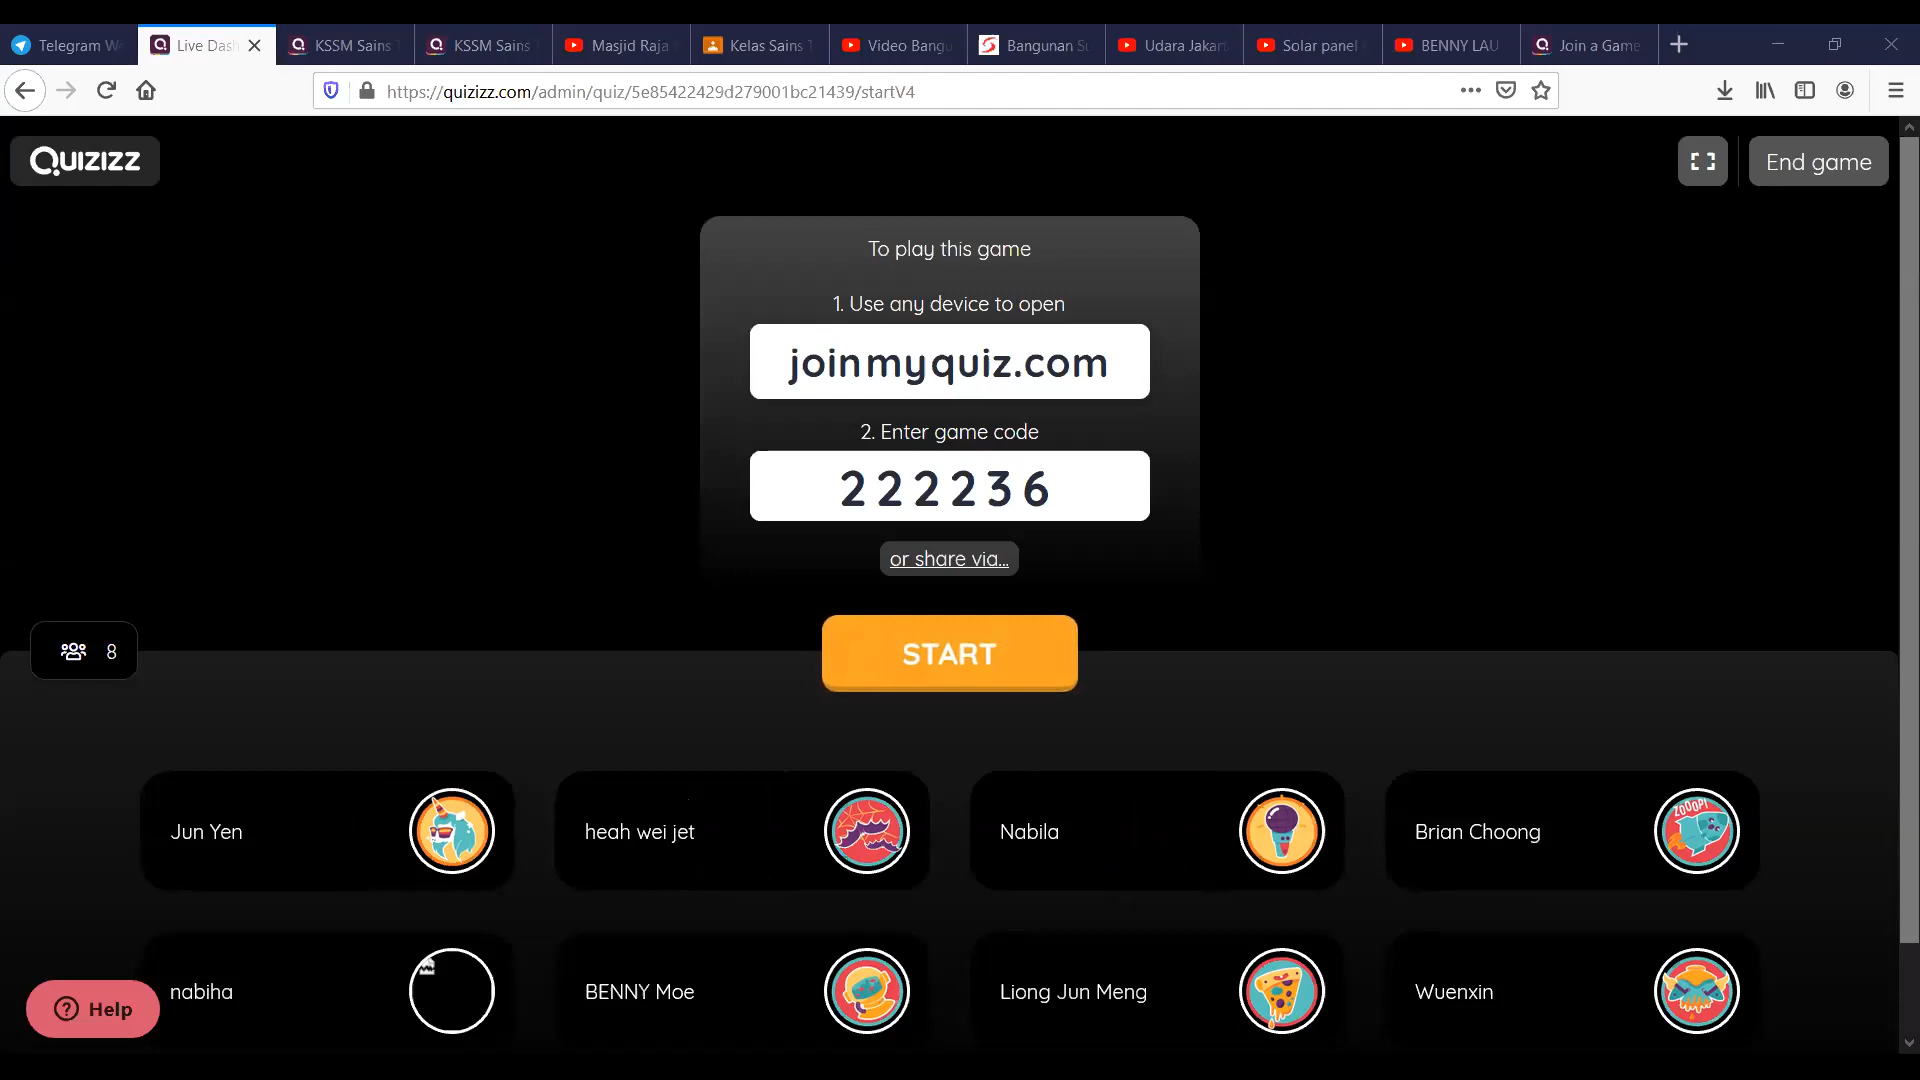 Telegram W
Live Das
KSSM Sains T
KSSM Sains T
Masjid Raja
Kelas Sains T
Video Bangu
Bangunan Su
Udara Jakart
Solar panel
BENNY LAU
Join a Game
https://quizizz.com/admin/quiz/5e85422429d279001bc21439/startV4
QUIZIZZ
End game
To play this game
1. Use any device to open
joinmyquiz.com
2. Enter game code
222236
or share via...
8
START
Jun Yen
heah wei jet
Nabila
Brian Choong
ZOOOP!
nabiha
BENNY Moe
Liong Jun Meng
Wuenxin
Help